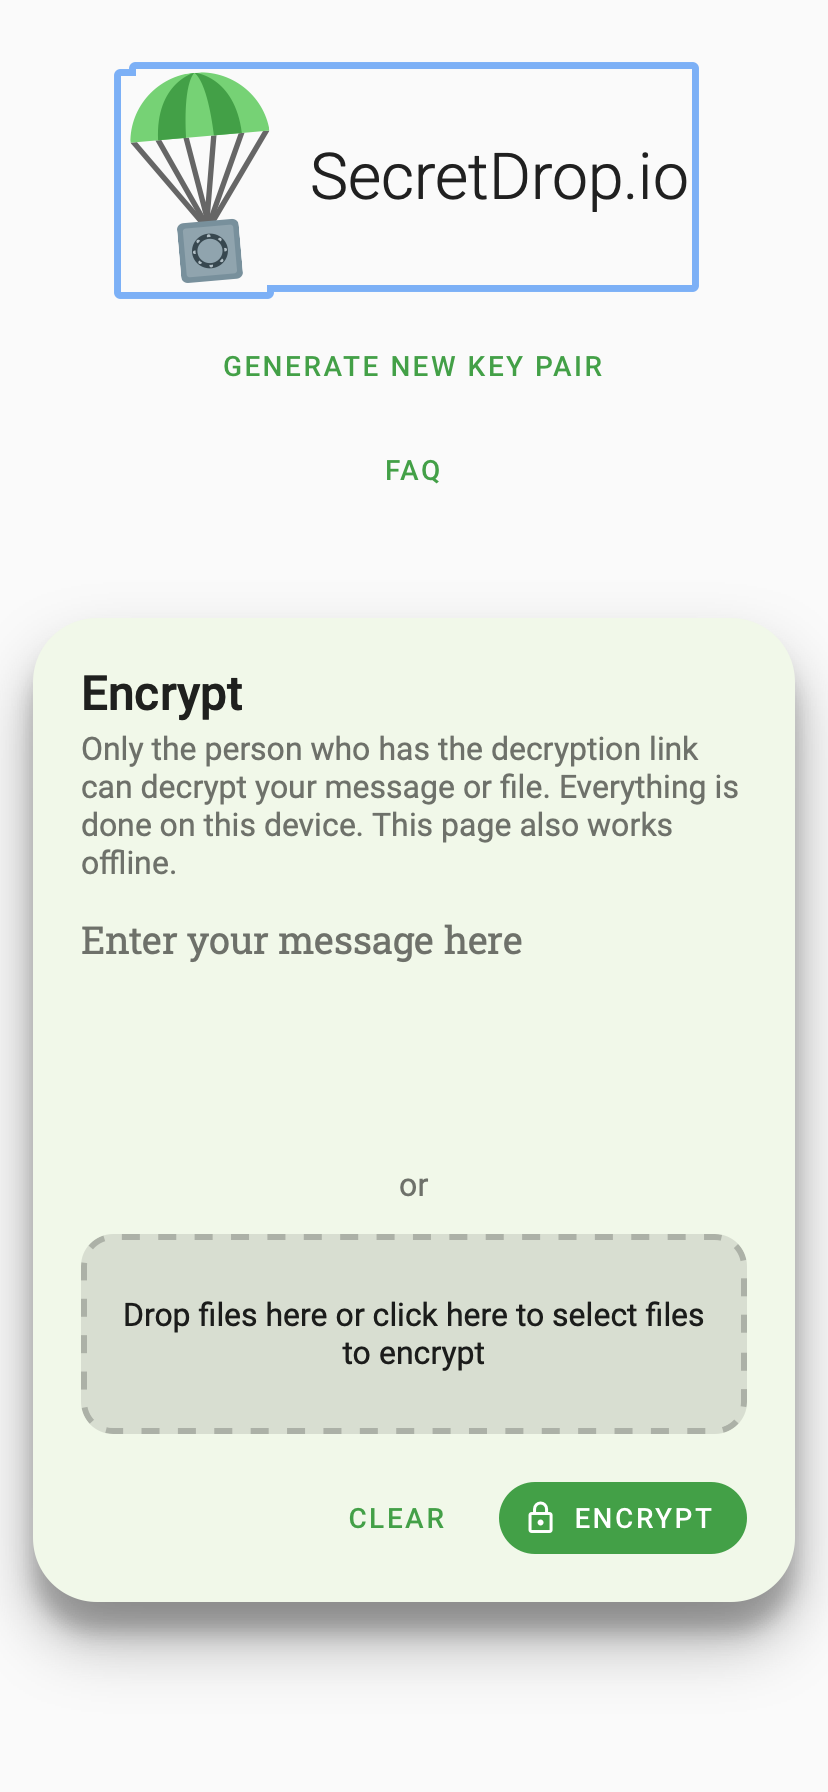 SecretDrop.io
GENERATE NEW KEY PAIR
FAQ
Encrypt
Only the person who has the decryption link
can decrypt your message or file. Everything is
done on this device. This page also works
offline.
Enter your message here
or
Drop files here or click here to select files
to encrypt
CLEAR
ENCRYPT